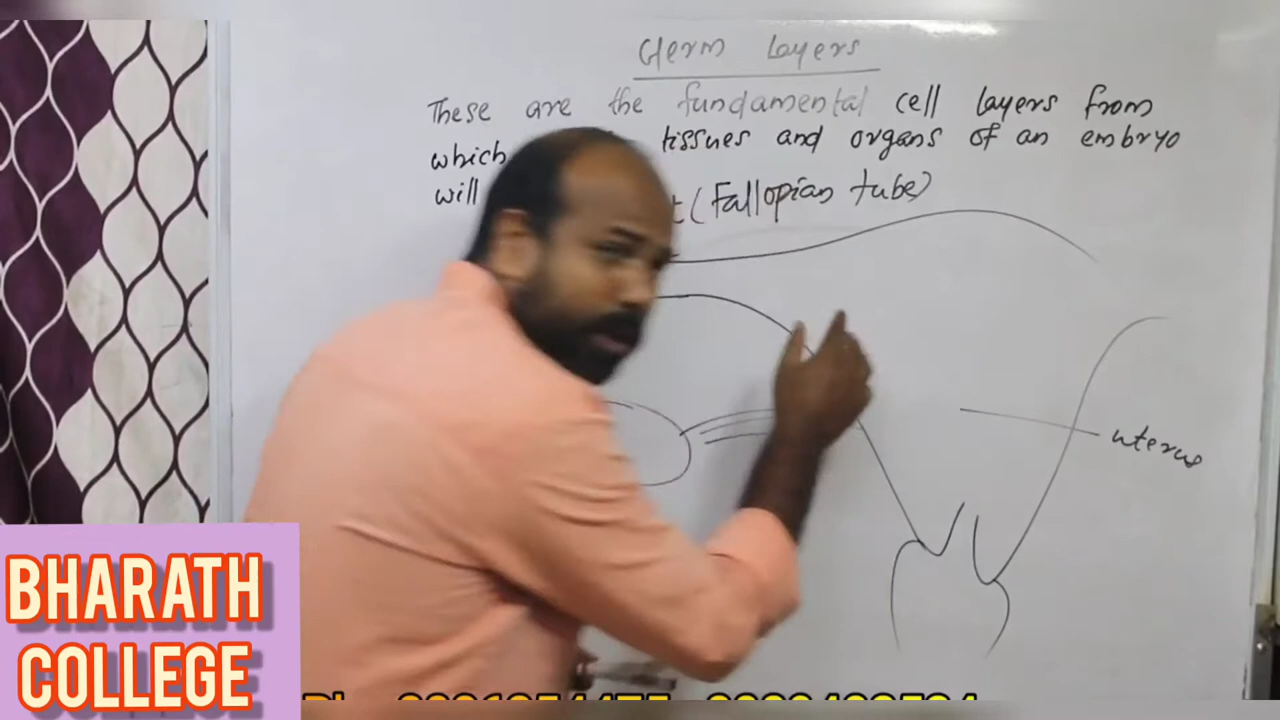 Germ Layers
These are the fundamental cell layers from
which tissues and organs of an embryo
will
(Fallopian tube)
uterus
BHARATH
COLLEGE